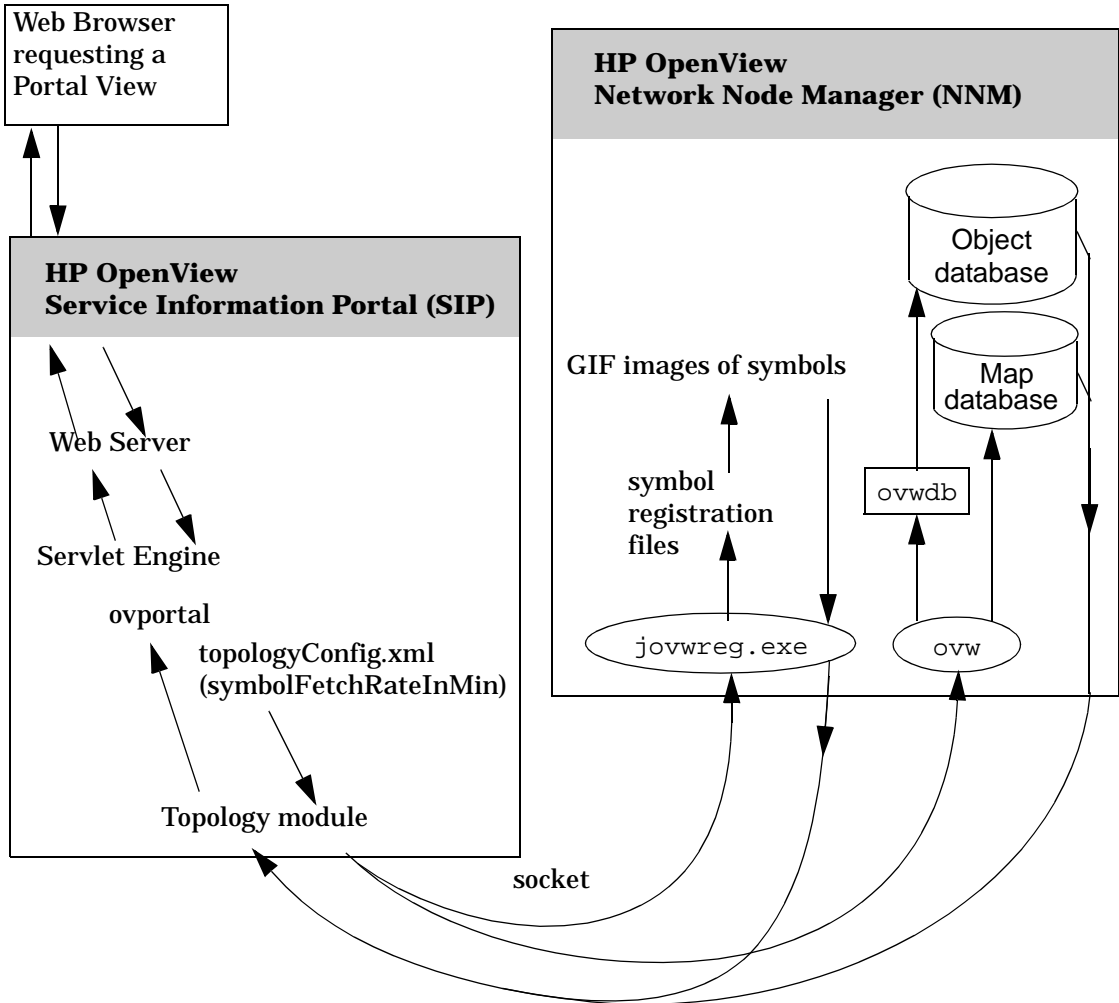 Web Browser
requesting a
Portal View
HP OpenView
Service Information Portal (SIP)
Web Server
Servlet Engine
ovportal
topologyConfig.xml
(symbolFetchRateInMin)
Topology module
socket
HP OpenView
Network Node Manager (NNM)
Object
database
Map
database
GIF images of symbols
symbol
registration
files
ovwdb
jovwreg.exe
ovw